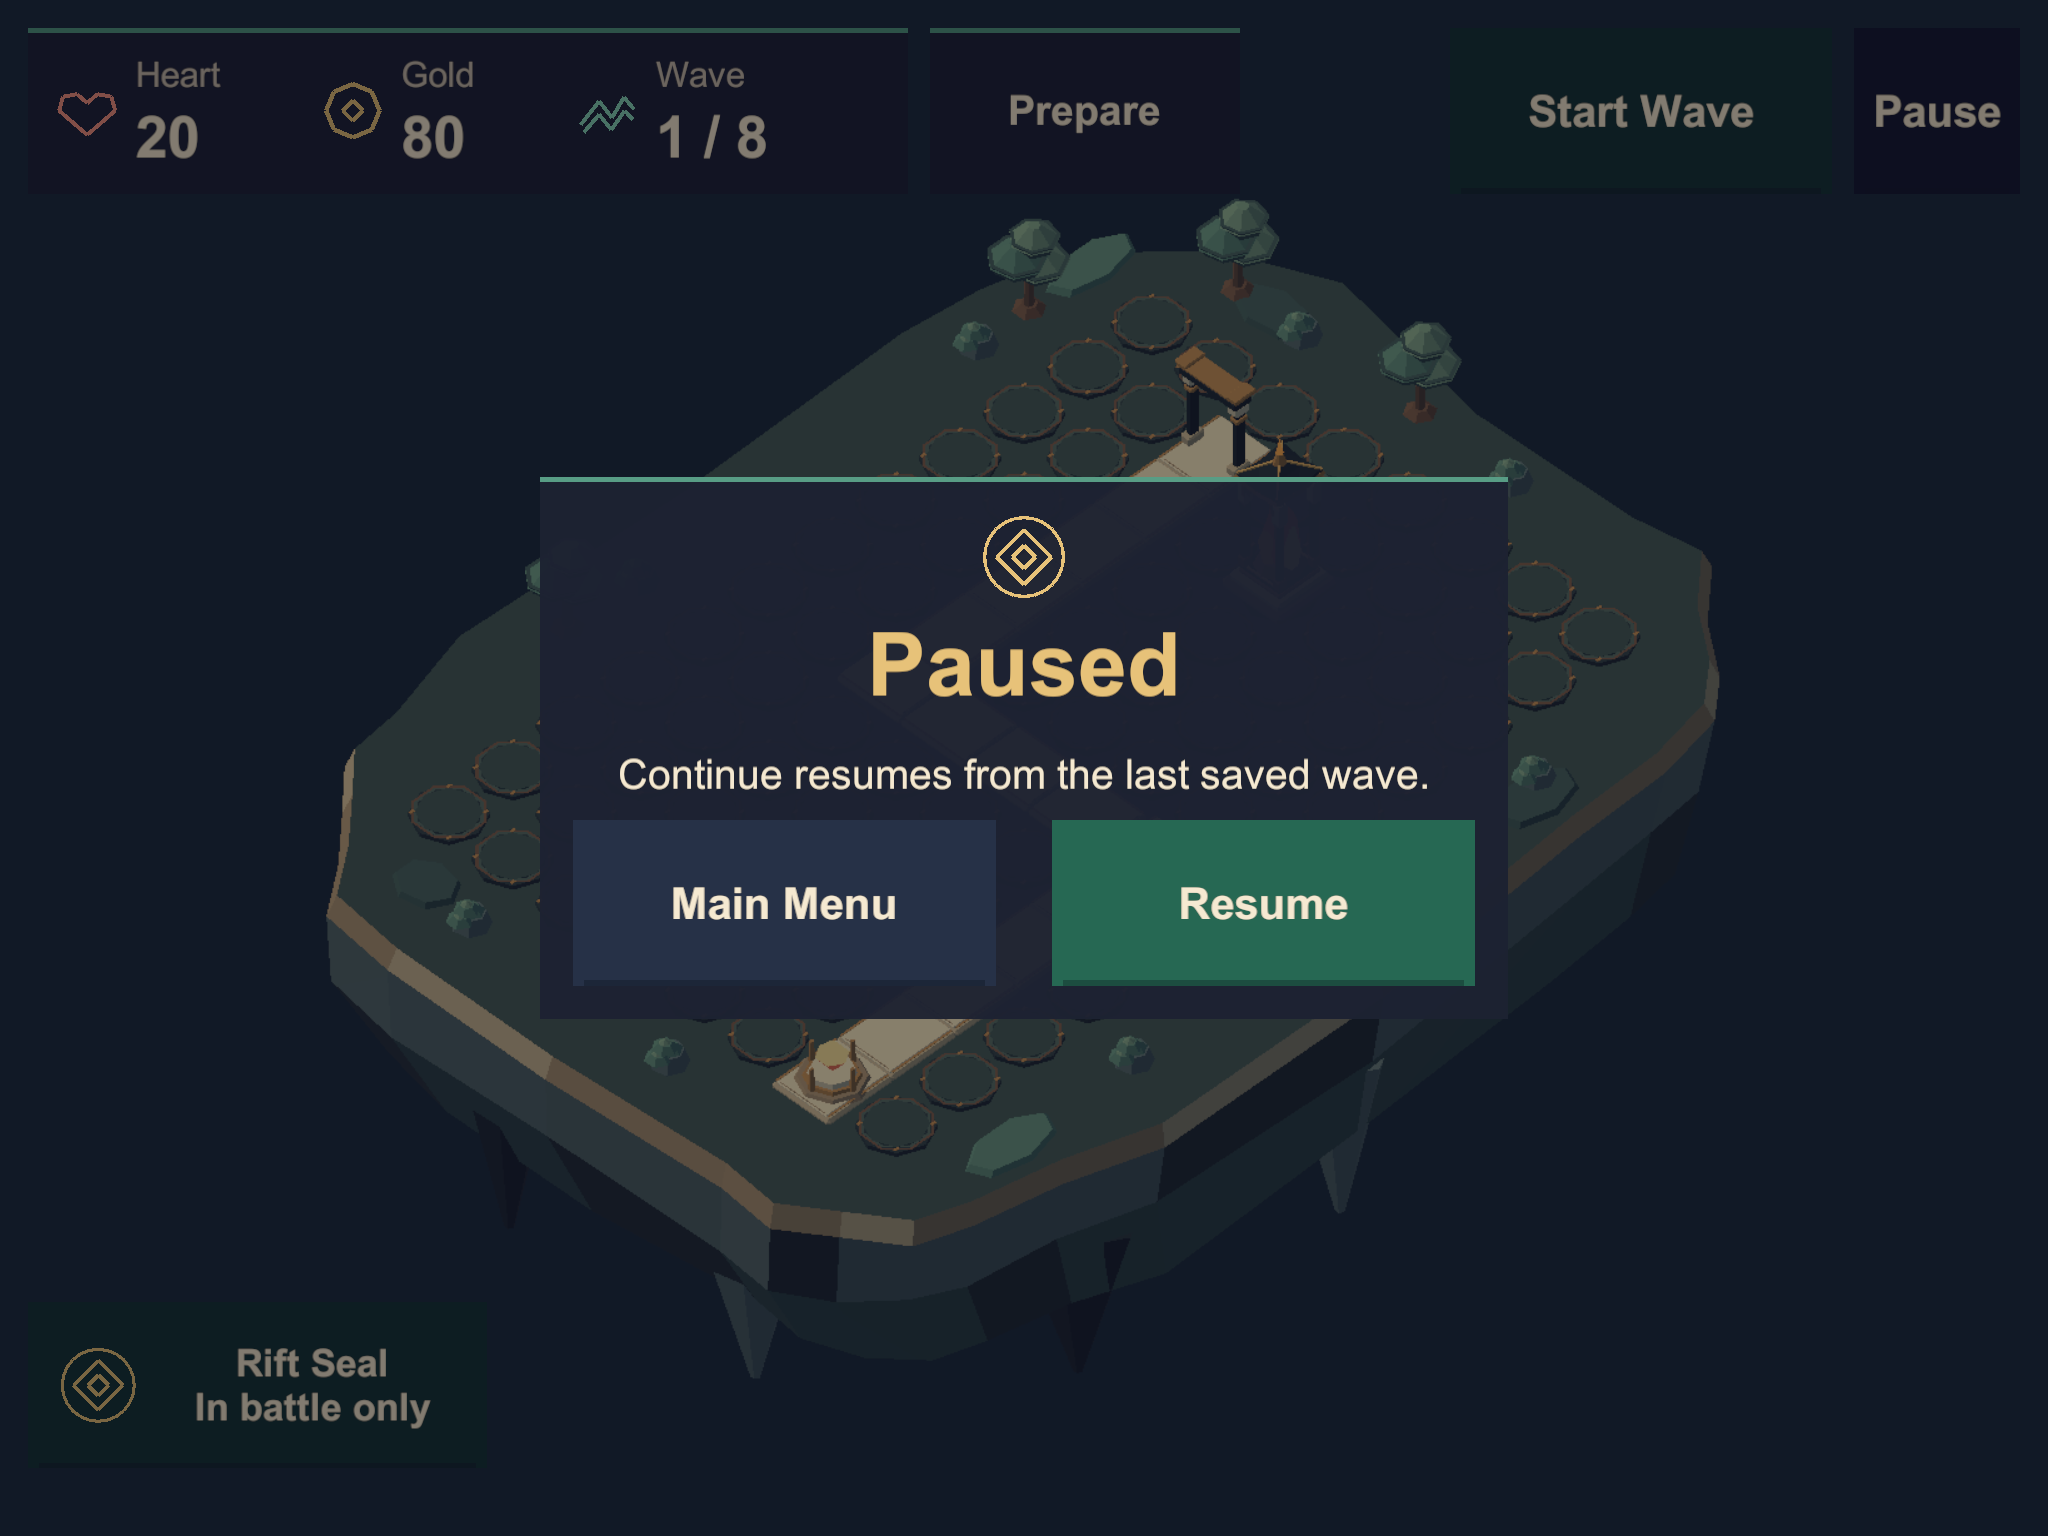 Heart
20
Gold
80
Wave
1 / 8
Prepare
Start Wave
Pause
Paused
Continue resumes from the last saved wave.
Main Menu
Resume
Rift Seal
In battle only